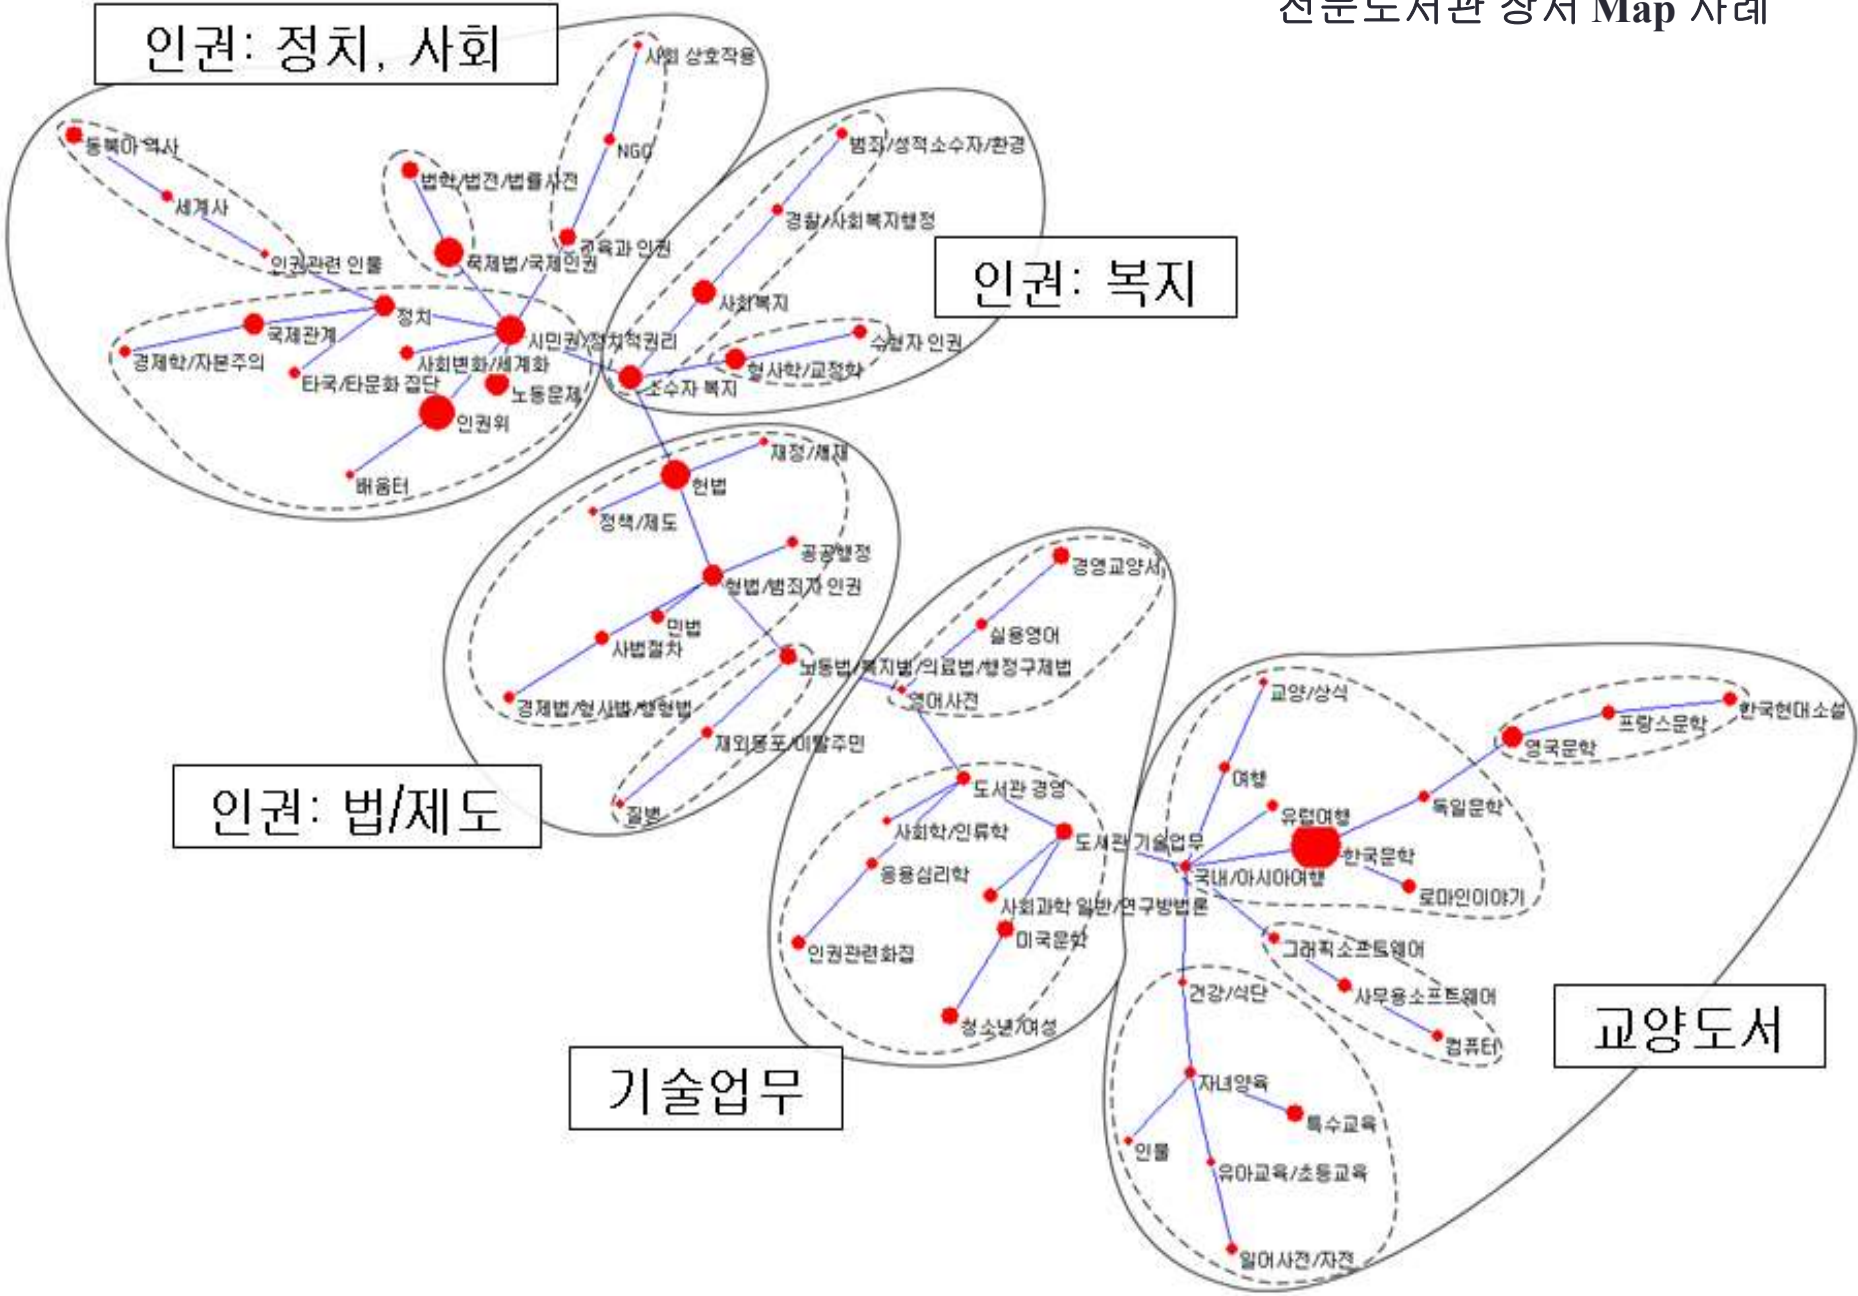 전문도서관 장서 Map 사례
인권: 정치, 사회
사회 상호작용
NGO
교육과 인권
동북아 역사
세계사
인권관련 인물
법학/법전/법률사전
국제법/국제인권
정치
국제관계
경제학/자본주의
타국/타문화 집단
사회변화/세계화
시민권/정치적권리
노동문제
인권위
배움터
인권: 복지
범죄/성적소수자/환경
경찰/사회복지행정
사회복지
수형자 인권
형사학/교정학
소수자 복지
인권: 법/제도
재정/세재
헌법
정책/제도
공공행정
형법/범죄자 인권
민법
사법절차
경제법/형사법/행형법
노동법/복지법/의료법/행정구제법
재외동포/이탈주민
질병
기술업무
경영교양서
실용영어
영어사전
도서관 경영
사회학/인류학
도서관 기술업무
응용심리학
사회과학 일반/연구방법론
미국문학
인권관련화집
청소년/여성
교양도서
교양/상식
여행
유럽여행
한국문학
국내/아시아여행
로마인이야기
독일문학
영국문학
프랑스문학
한국현대소설
그래픽소프트웨어
사무용소프트웨어
컴퓨터
건강/식단
자녀양육
특수교육
인물
유아교육/초등교육
일어사전/자전